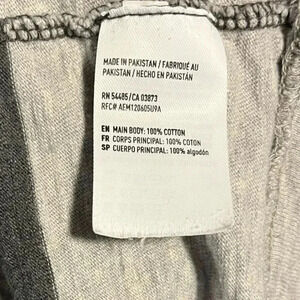 MADE IN PAKISTAN / FABRIQUÉ AU
PAKISTAN / HECHO EN PAKISTÁN
RN 54485 / CA 03873
RFC# AEM120605U9A
EN MAIN BODY: 100% COTTON
FR CORPS PRINCIPAL: 100% COTON
SP CUERPO PRINCIPAL: 100% algodón